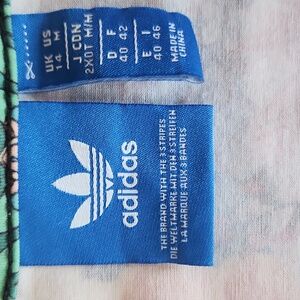 UK US
14 M
J CDN
2XOT M/M
D F
40 42
E I
40 46
MADE IN
CHINA
adidas
THE BRAND WITH THE 3 STRIPES
DIE WELTMARKE MIT DEN 3 STREIFEN
LA MARQUE AUX 3 BANDES